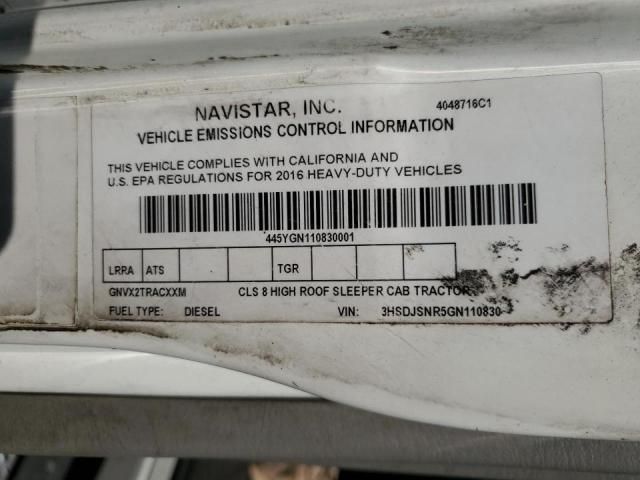 NAVISTAR, INC.
4048716C1
VEHICLE EMISSIONS CONTROL INFORMATION
THIS VEHICLE COMPLIES WITH CALIFORNIA AND
U.S. EPA REGULATIONS FOR 2016 HEAVY-DUTY VEHICLES
445YGN110830001
LRRA ATS TGR
GNVX2TRACXXM CLS 8 HIGH ROOF SLEEPER CAB TRACTOR
FUEL TYPE: DIESEL VIN: 3HSDJSNR5GN110830